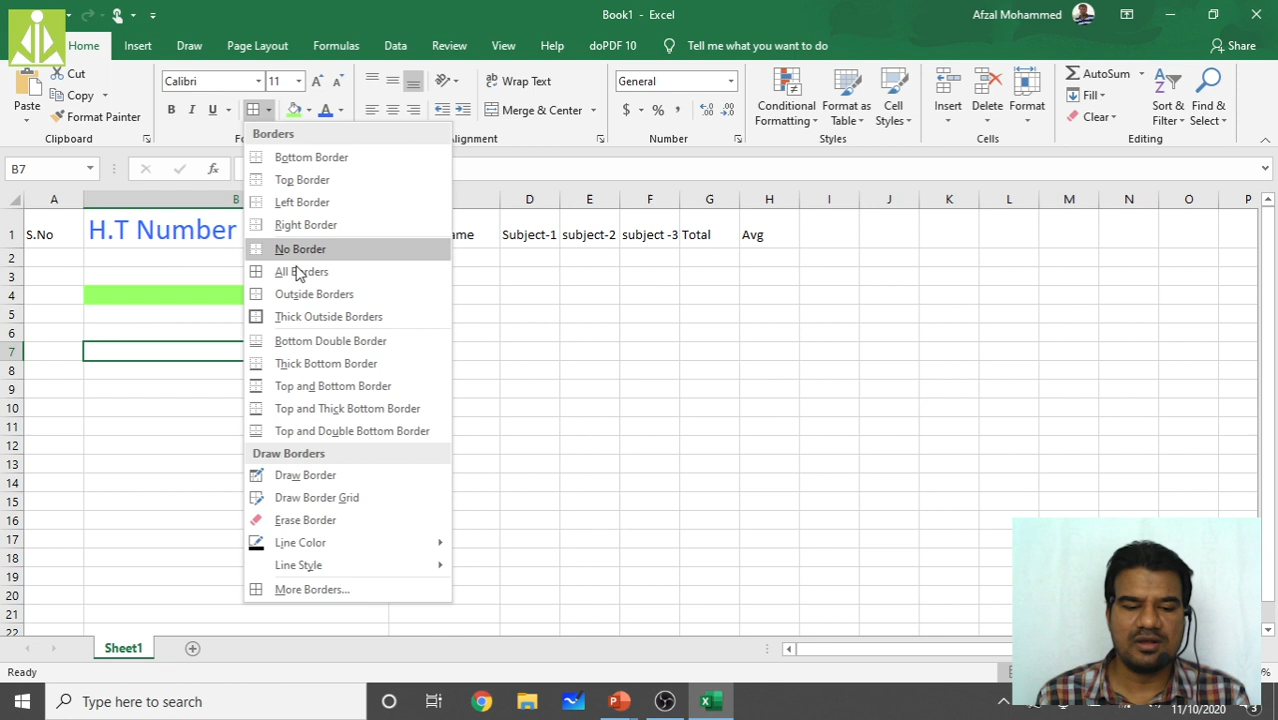 Book1 - Excel
Afzal Mohammed
Home Insert Draw Page Layout Formulas Data Review View Help doPDF 10 Tell me what you want to do Share
Paste
Cut
Copy
Format Painter
Clipboard
Calibri 11
B I U
Wrap Text
Merge & Center
Alignment
General
$ % ,
Number
Conditional Formatting
Format as Table
Cell Styles
Styles
Insert
Delete
Format
Cells
AutoSum
Fill
Clear
Sort & Filter
Find & Select
Editing
B7
fx
A B D E F G H I J K L M N O P
1 S.No H.T Number ame Subject-1 subject-2 subject -3 Total Avg
2
3
4
5
6
7
8
9
10
11
12
13
14
15
16
17
18
19
20
21
22
Borders
Bottom Border
Top Border
Left Border
Right Border
No Border
All Borders
Outside Borders
Thick Outside Borders
Bottom Double Border
Thick Bottom Border
Top and Bottom Border
Top and Thick Bottom Border
Top and Double Bottom Border
Draw Borders
Draw Border
Draw Border Grid
Erase Border
Line Color
Line Style
More Borders...
Sheet1
Ready
Type here to search
11/10/2020
3